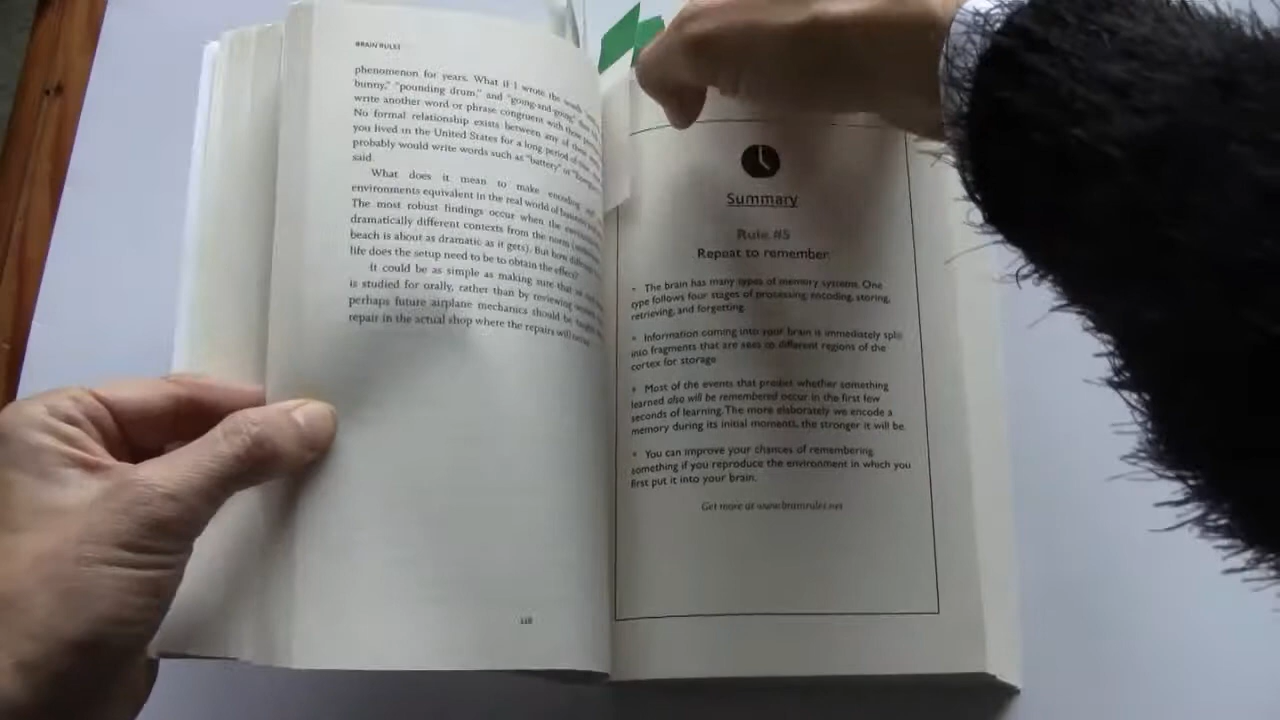 BRAIN RULES
phenomenon for years. What if I wrote the words
bunny," "pounding drum," and "going-and-going,"
write another word or phrase congruent with those
No formal relationship exists between any of these
you lived in the United States for a long period of
probably would write words such as "battery" or
said.
What does it mean to make encoding
environments equivalent in the real world of business
The most robust findings occur when the
dramatically different contexts from the norm
beach is about as dramatic as it gets). But how different
life does the setup need to be to obtain the effect?
It could be as simple as making sure that
is studied for orally, rather than by reviewing
perhaps future airplane mechanics should be taught
repair in the actual shop where the repairs will occur.
118
Summary
Rule #5
Repeat to remember.
• The brain has many types of memory systems. One
type follows four stages of processing: encoding, storing,
retrieving, and forgetting.
• Information coming into your brain is immediately split
into fragments that are sent to different regions of the
cortex for storage.
• Most of the events that predict whether something
learned also will be remembered occur in the first few
seconds of learning. The more elaborately we encode a
memory during its initial moments, the stronger it will be.
• You can improve your chances of remembering
something if you reproduce the environment in which you
first put it into your brain.
Get more at www.brainrules.net